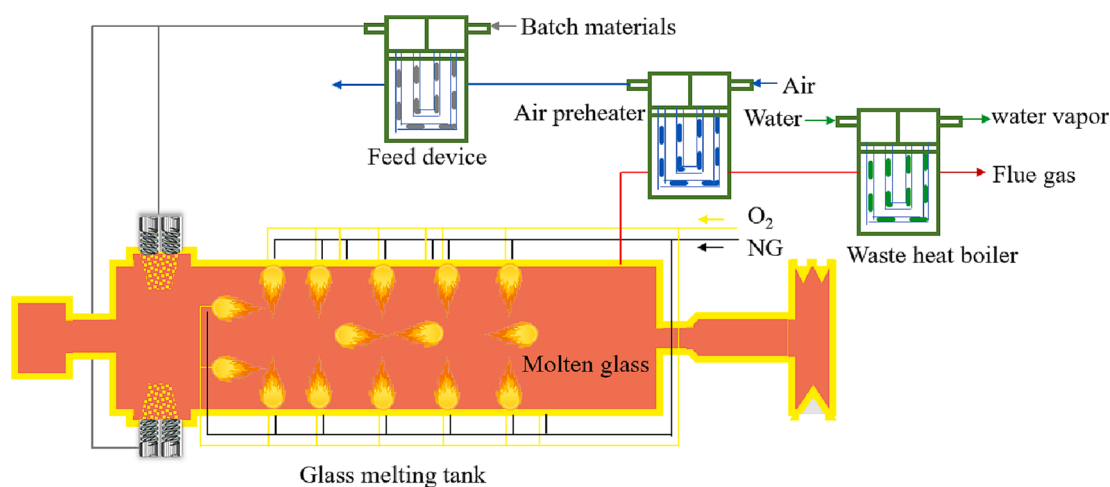 Batch materials
Air
Air preheater
Water
water vapor
Feed device
Flue gas
O₂
NG
Waste heat boiler
Molten glass
Glass melting tank